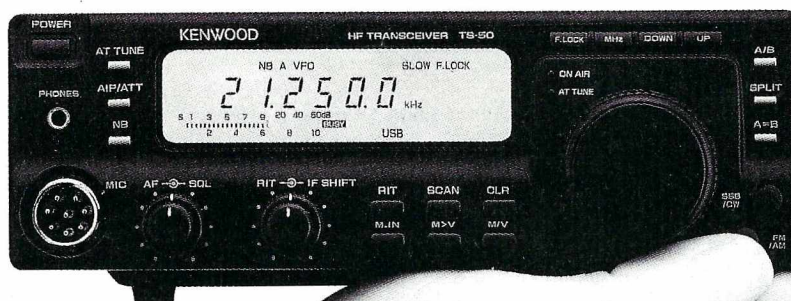 POWER
KENWOOD
HF TRANSCEIVER TS-50
F.LOCK MHz DOWN UP
AT TUNE
A/B
NB A VFO SLOW F.LOCK
ON AIR
AT TUNE
PHONES
AIP/ATT
21.250.0 kHz
SPLIT
S 1 3 5 7 9 20 40 60dB
BUSY
2 4 6 8 10
USB
NB
A=B
MIC
AF SQL
RIT IF SHIFT
RIT SCAN CLR
M.IN M>V M/V
SSB
/CW
FM
/AM